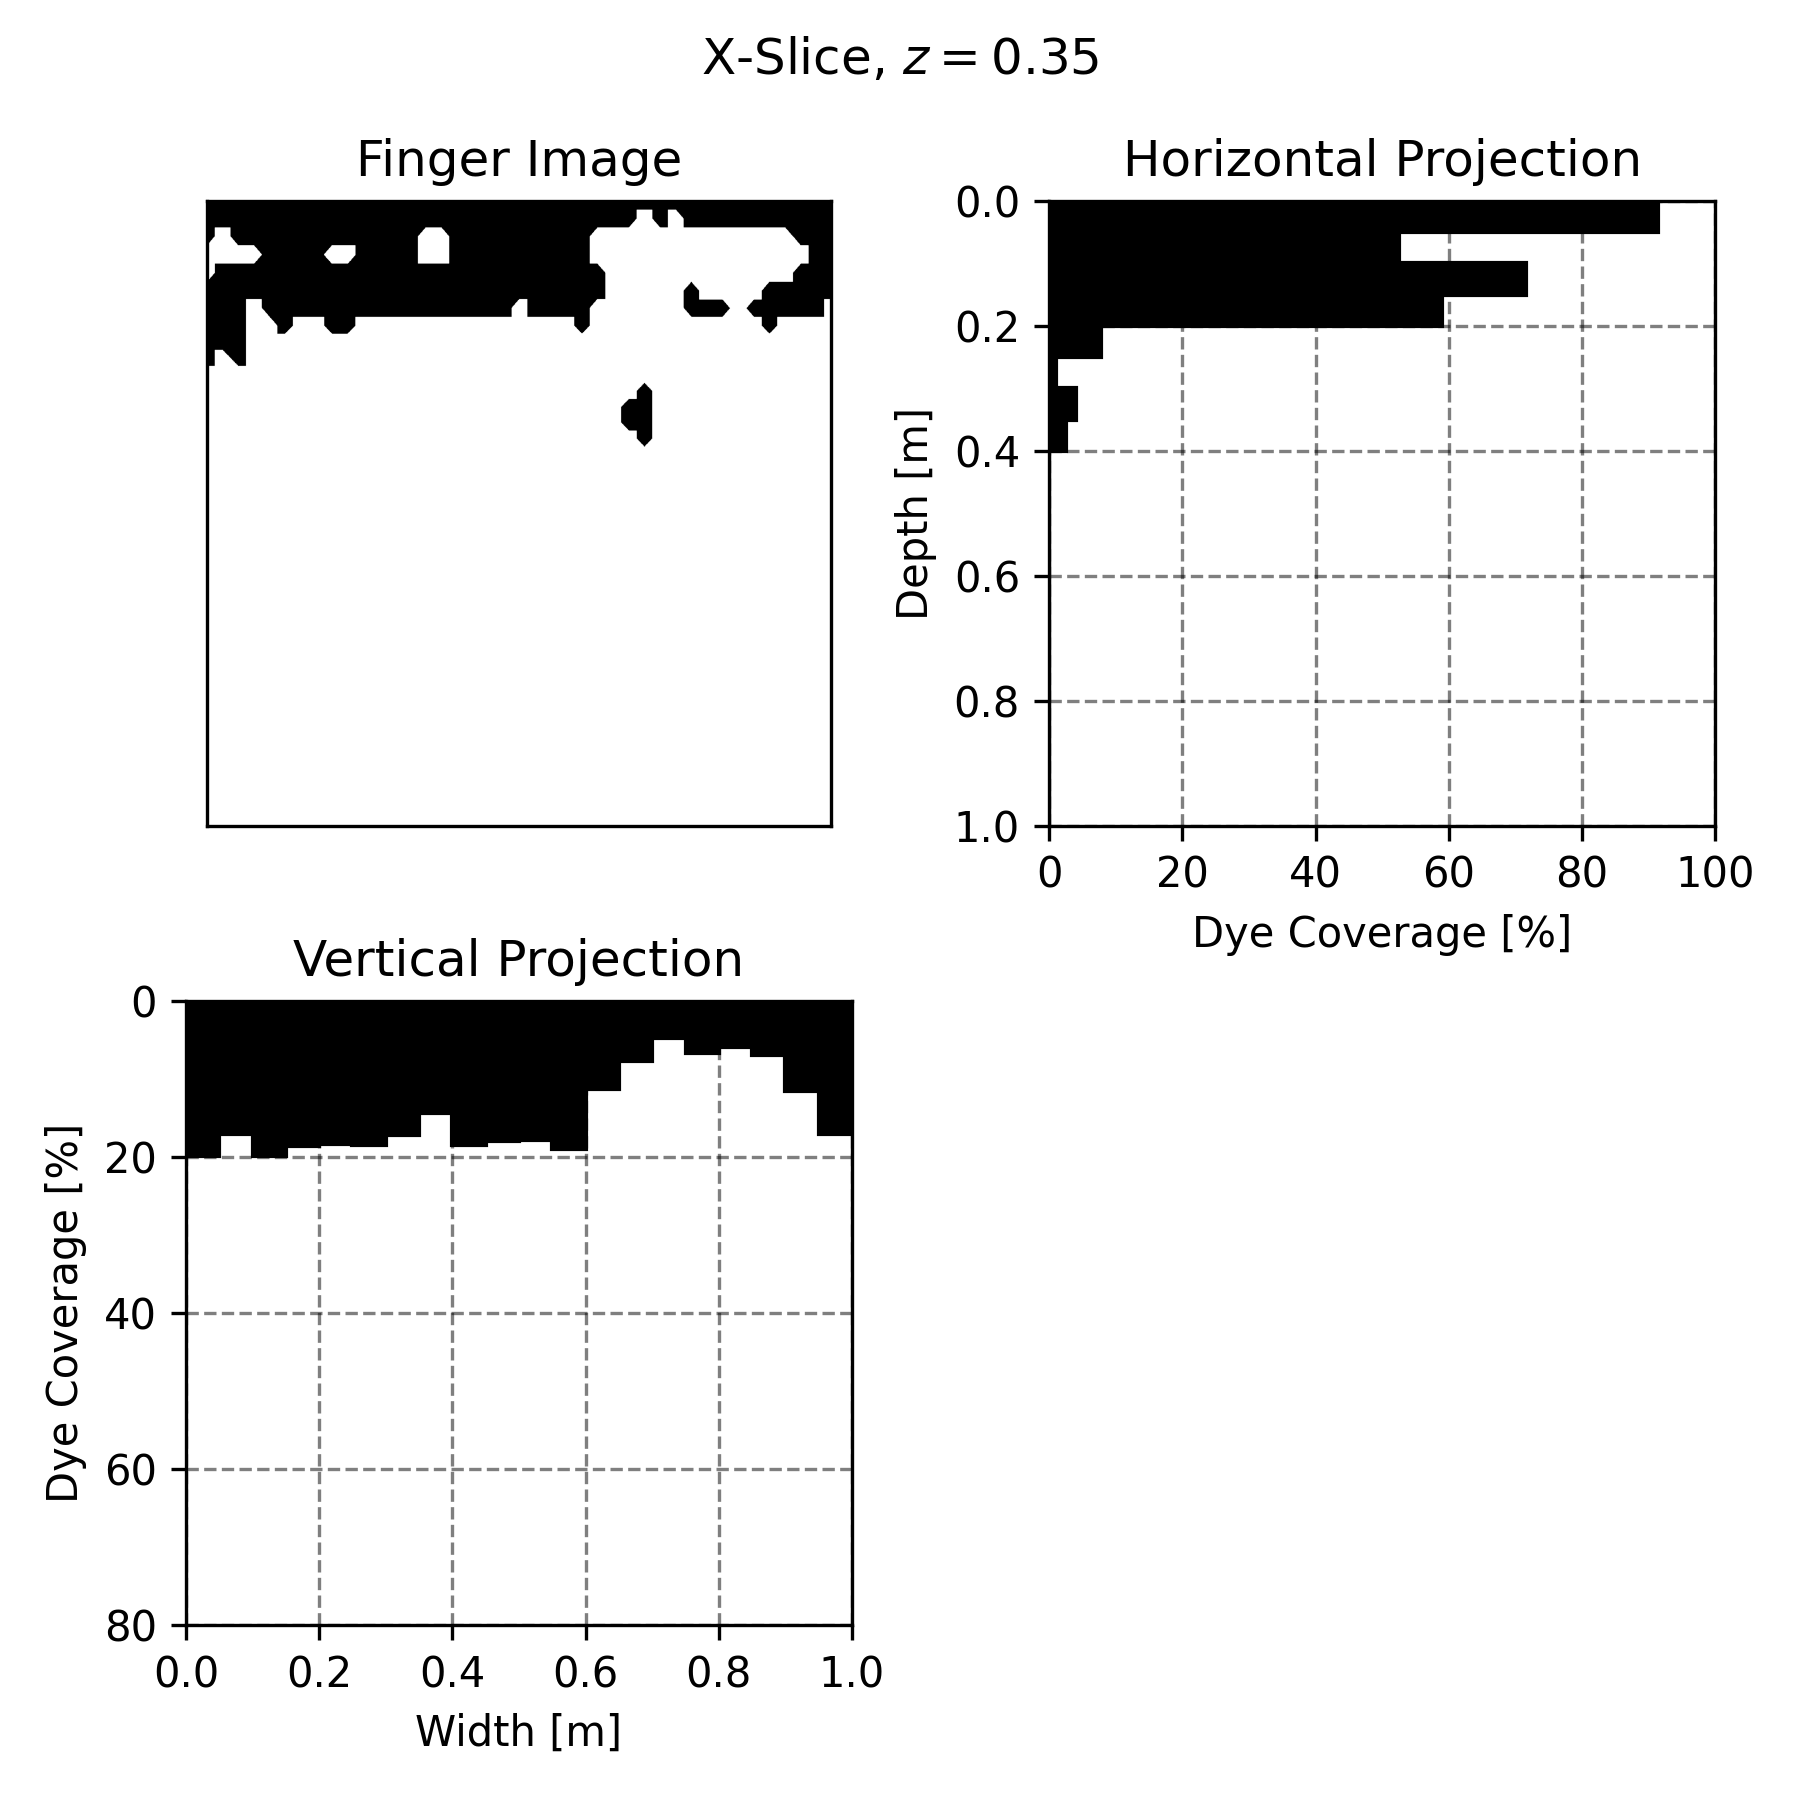 X-Slice, z = 0.35
Finger Image
Horizontal Projection
0.0
0.2
0.4
0.6
0.8
1.0
Depth [m]
0 20 40 60 80 100
Dye Coverage [%]
Vertical Projection
0
20
40
60
80
Dye Coverage [%]
0.0 0.2 0.4 0.6 0.8 1.0
Width [m]